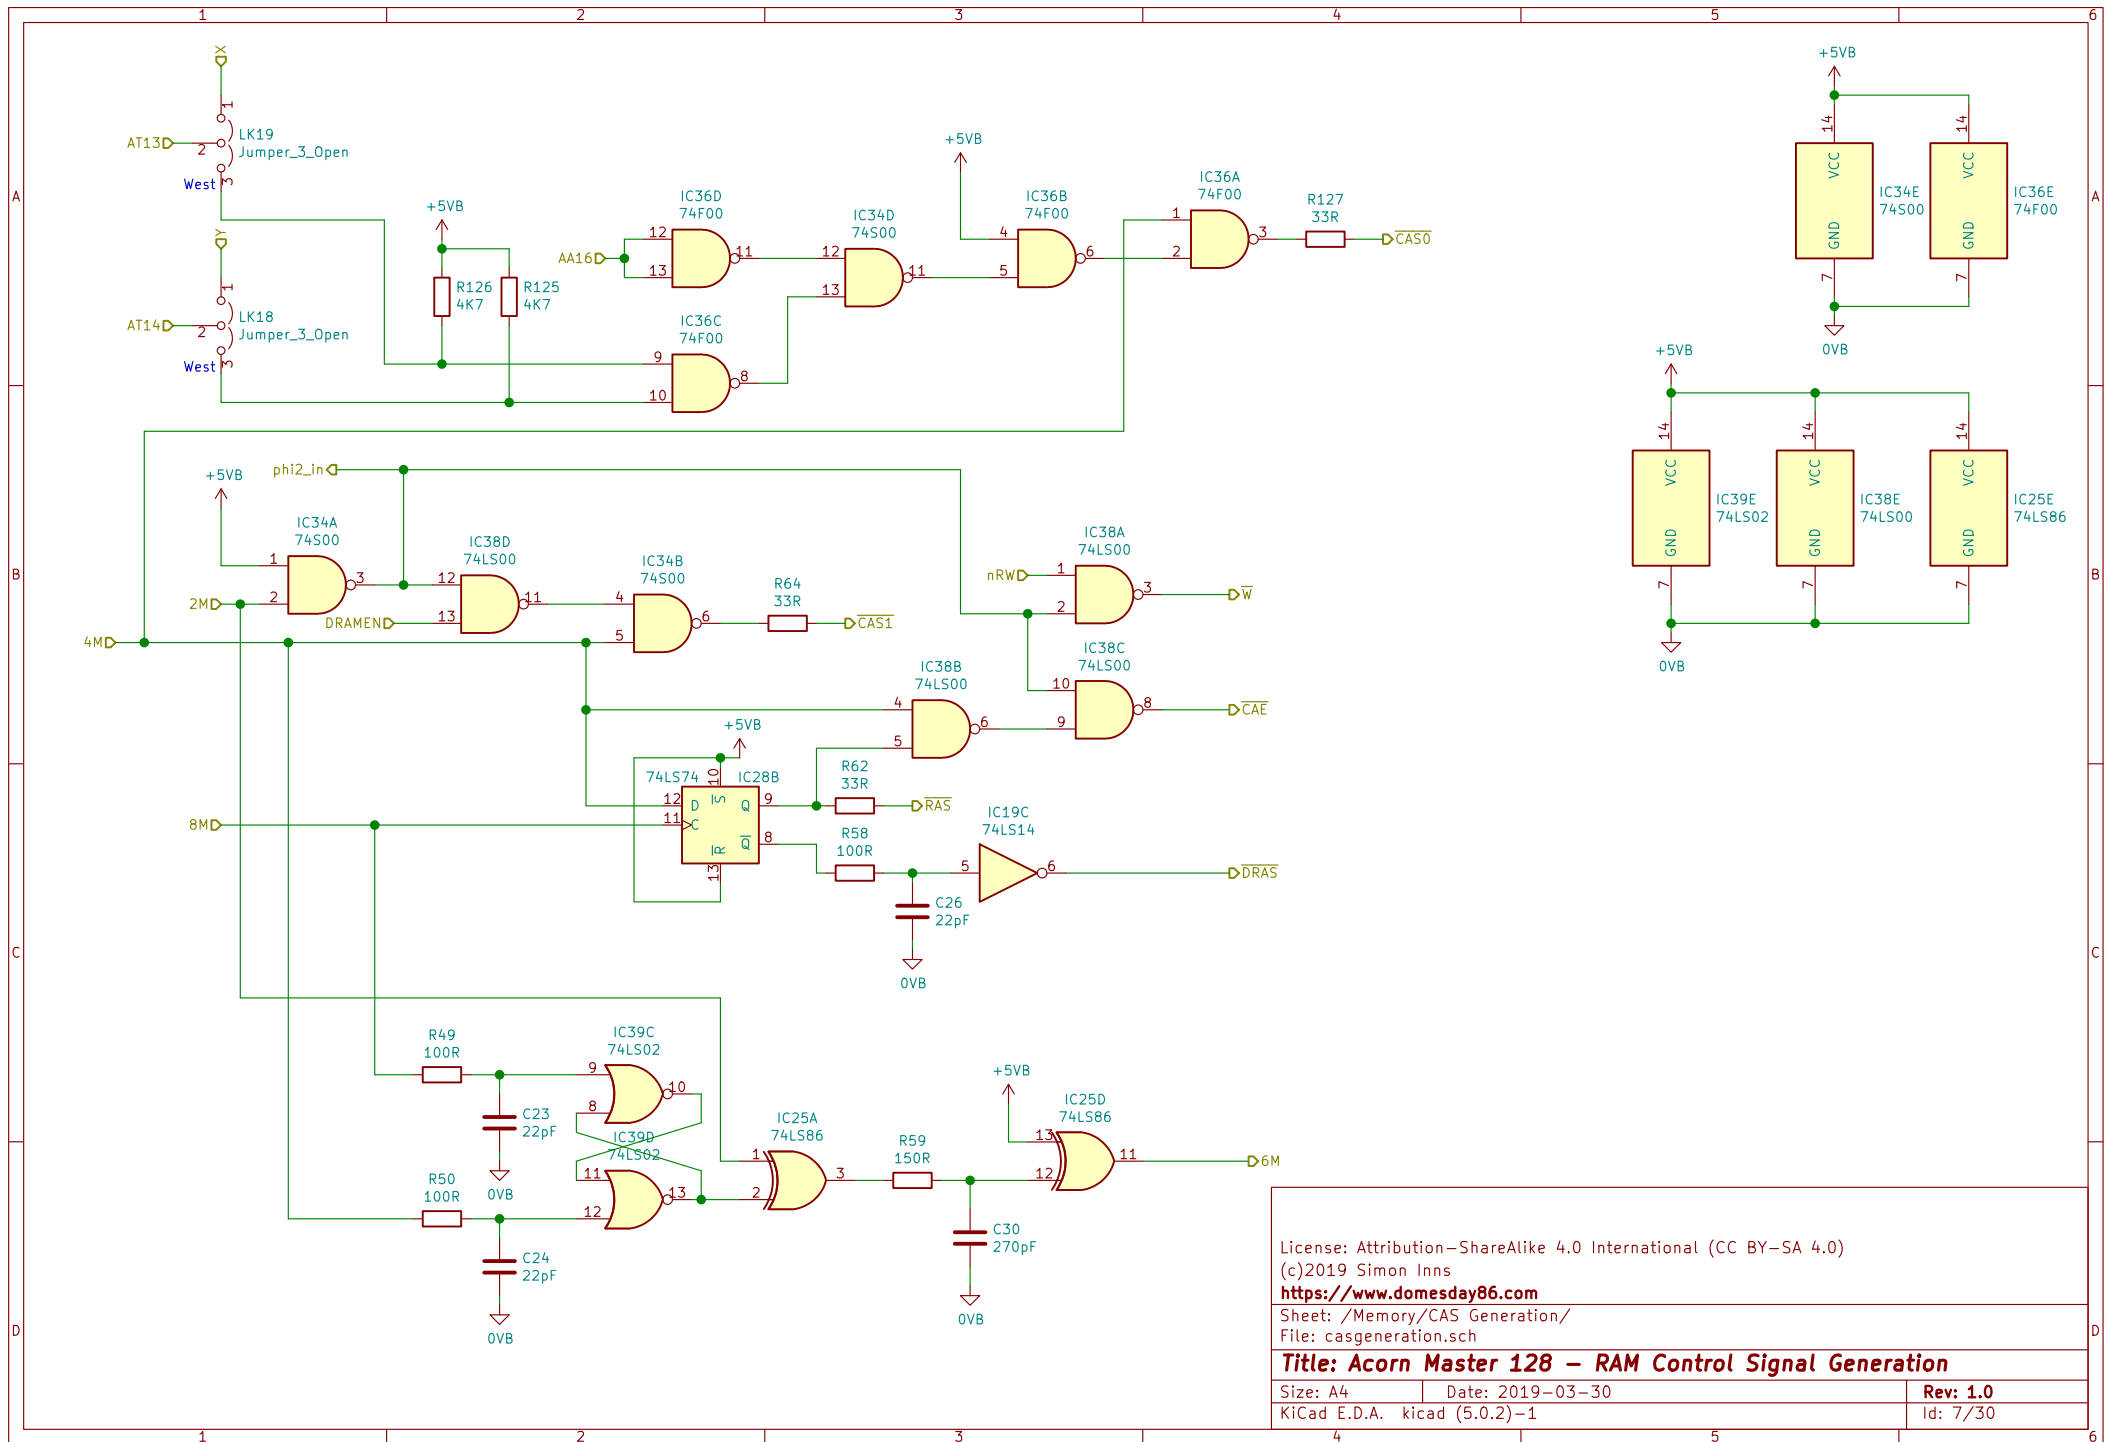 1 2 3 4 5 6
A
B
C
D
A
B
C
D
1 2 3 4 5 6
X
1
AT13
2
LK19
Jumper_3_Open
West
3
Y
1
AT14
2
LK18
Jumper_3_Open
West
3
+5VB
R126
4K7
R125
4K7
AA16
IC36D
74F00
12
13
11
IC36C
74F00
9
10
8
IC34D
74S00
12
13
11
+5VB
IC36B
74F00
4
5
6
IC36A
74F00
1
2
3
R127
33R
CAS0
+5VB
14
VCC
GND
7
IC34E
74S00
14
VCC
GND
7
IC36E
74F00
0VB
+5VB
14
VCC
GND
7
IC39E
74LS02
14
VCC
GND
7
IC38E
74LS00
14
VCC
GND
7
IC25E
74LS86
0VB
phi2_in
+5VB
IC34A
74S00
1
2
3
2M
4M
IC38D
74LS00
12
13
11
DRAMEN
IC34B
74S00
4
5
6
R64
33R
CAS1
nRW
IC38A
74LS00
1
2
3
W
IC38B
74LS00
4
5
6
IC38C
74LS00
10
9
8
CAE
+5VB
74LS74
IC28B
10
12
D
S
Q
9
11
C
R
Q
8
13
8M
R62
33R
RAS
R58
100R
C26
22pF
0VB
IC19C
74LS14
5
6
DRAS
R49
100R
C23
22pF
0VB
R50
100R
C24
22pF
0VB
IC39C
74LS02
9
8
10
IC39D
74LS02
11
12
13
IC25A
74LS86
1
2
3
R59
150R
C30
270pF
0VB
+5VB
IC25D
74LS86
13
12
11
6M
License: Attribution-ShareAlike 4.0 International (CC BY-SA 4.0)
(c)2019 Simon Inns
https://www.domesday86.com
Sheet: /Memory/CAS Generation/
File: casgeneration.sch
Title: Acorn Master 128 - RAM Control Signal Generation
Size: A4 Date: 2019-03-30 Rev: 1.0
KiCad E.D.A. kicad (5.0.2)-1 Id: 7/30